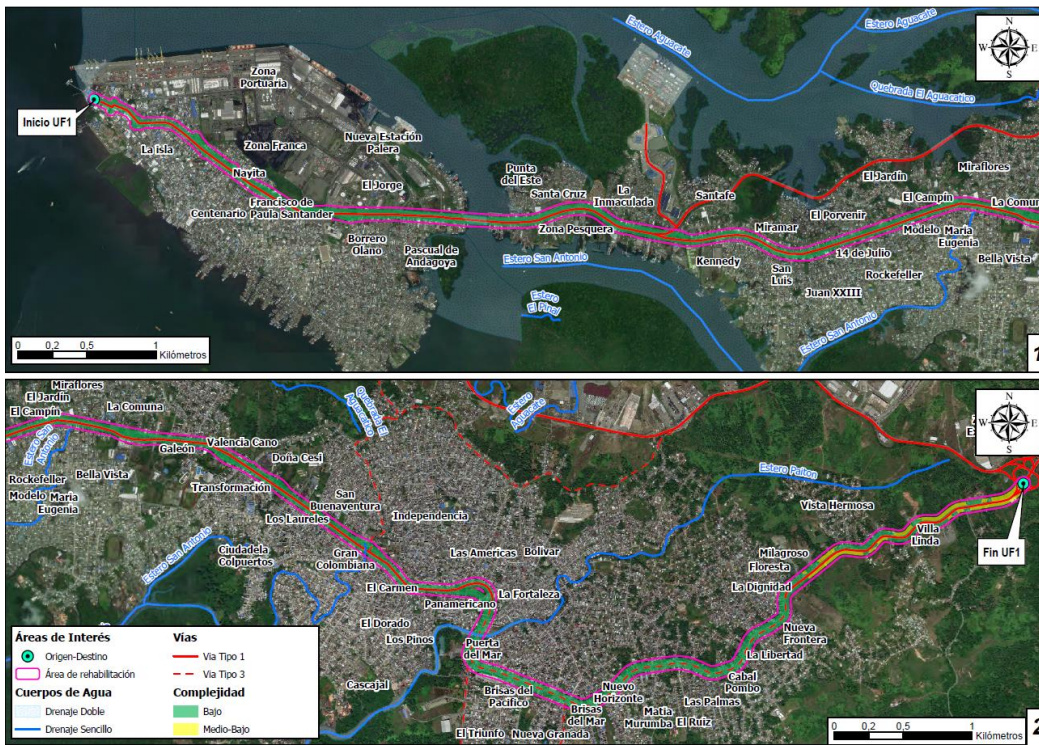 Estero Aguacate
Estero Aguacate
N
W E
S
Zona
Portuaria
Quebrada El Aguacatico
Inicio UF1
La isla
Zona Franca
Nueva Estación
Palera
Nayita
El Jorge
Punta
del Este
Santa Cruz
La
Inmaculada
Santafe
El Jardín
Miraflores
El Campín
La Comun
Centenario
Francisco de
Paula Santander
Borrero
Olano
Pascual de
Andagoya
Zona Pesquera
El Porvenir
Miramar
Modelo
Maria
Eugenia
14 de Julio
Bella Vista
Estero San Antonio
Kennedy
San
Luis
Rockefeller
Juan XXIII
Estero
El Pinal
Estero San Antonio
0 0,2 0,5 1
Kilómetros
1
Miraflores
El Jardín
El Campín
La Comuna
Quebrada El
Aguacatico
Estero
Aguacate
N
W E
S
Estero San
Antonio
Galeón
Valencia Cano
Doña Cesi
Estero Paiton
Rockefeller
Bella Vista
Modelo
Maria
Eugenia
Transformación
San
Buenaventura
Los Laureles
Independencia
Vista Hermosa
Villa
Linda
Fin UF1
Estero San Antonio
Ciudadela
Colpuertos
Gran
Colombiana
Las Americas
Bolivar
Milagroso
Floresta
El Carmen
Panamericano
La Fortaleza
La Dignidad
El Dorado
Los Pinos
Puerta
del Mar
Nueva
Frontera
La Libertad
Cascajal
Brisas del
Pacífico
Nuevo
Horizonte
Cabal
Pombo
Brisas
del Mar
Matia
Murumba
Las Palmas
El Ruiz
El Triunfo
Nueva Granada
Áreas de Interés
Origen-Destino
Área de rehabilitación
Cuerpos de Agua
Drenaje Doble
Drenaje Sencillo
Vías
Via Tipo 1
Via Tipo 3
Complejidad
Bajo
Medio-Bajo
0 0,2 0,5 1
Kilómetros
2